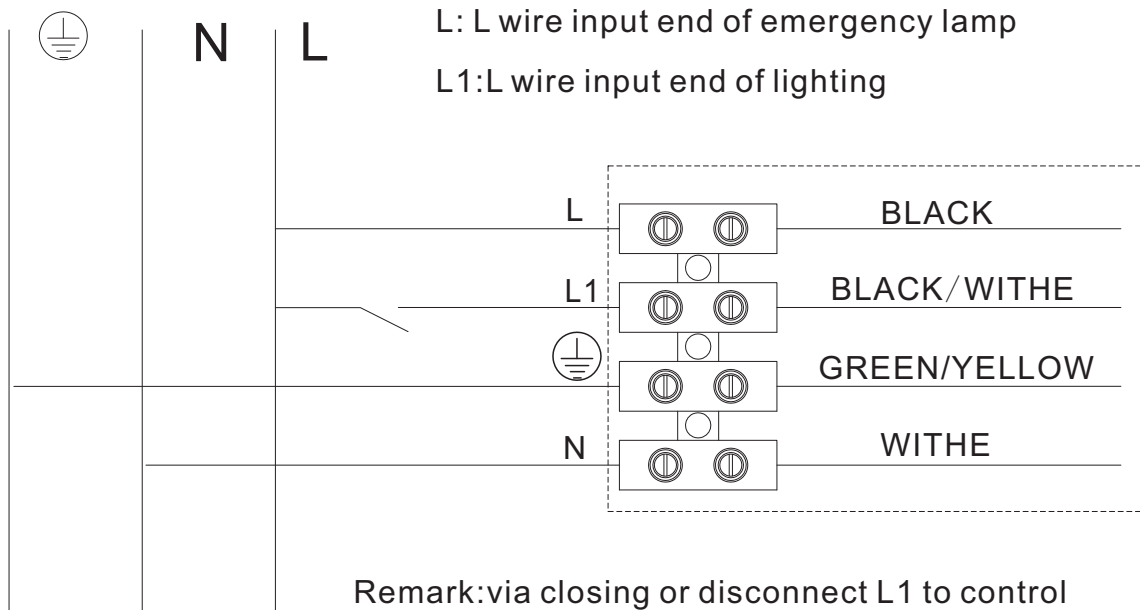 N L
L: L wire input end of emergency lamp
L1:L wire input end of lighting
L BLACK
L1 BLACK/WITHE
GREEN/YELLOW
N WITHE
Remark:via closing or disconnect L1 to control